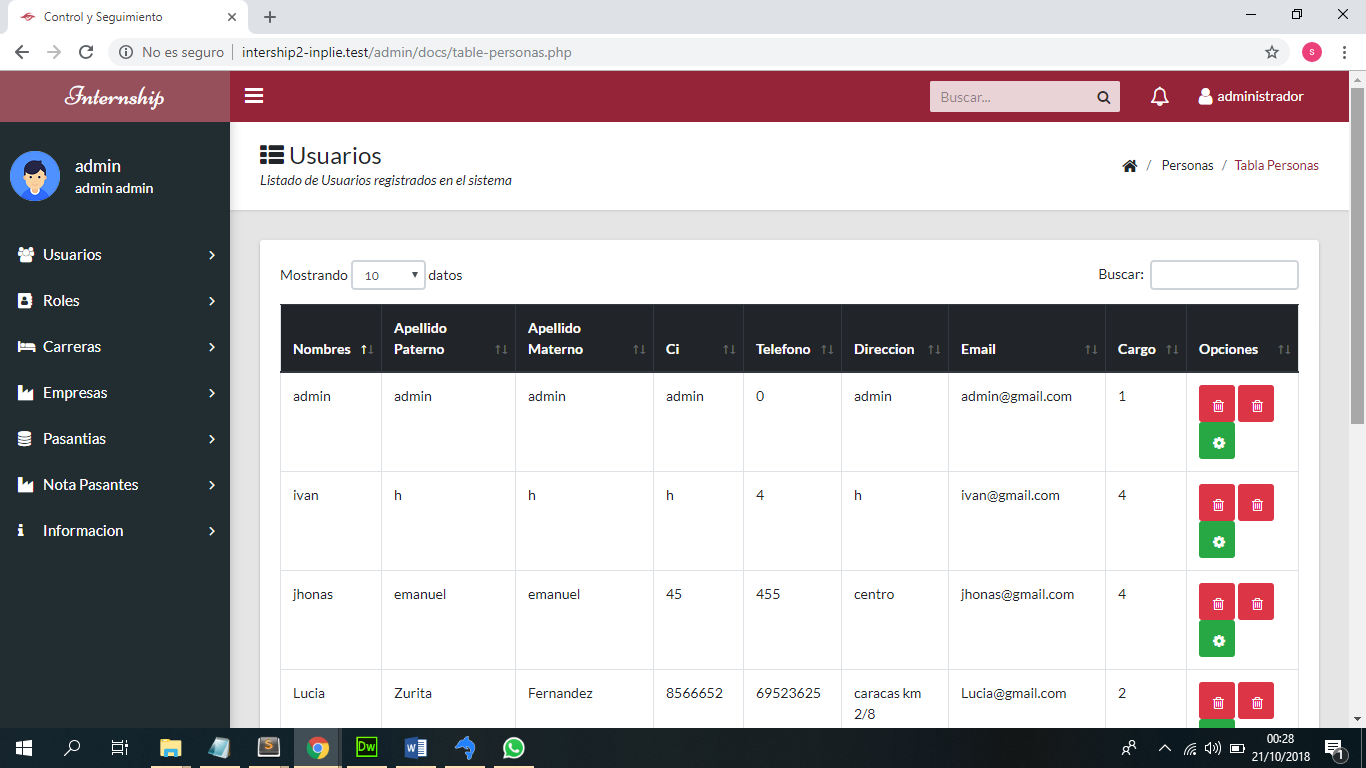 Control y Seguimiento
No es seguro
intership2-inplie.test/admin/docs/table-personas.php
s
Internship
Buscar...
administrador
admin
admin admin
Usuarios
Listado de Usuarios registrados en el sistema
/ Personas / Tabla Personas
Usuarios
Roles
Carreras
Empresas
Pasantias
Nota Pasantes
Informacion
Mostrando 10 datos
Buscar:
Nombres Apellido Paterno Apellido Materno Ci Telefono Direccion Email Cargo Opciones
admin admin admin admin 0 admin admin@gmail.com 1
ivan h h h 4 h ivan@gmail.com 4
jhonas emanuel emanuel 45 455 centro jhonas@gmail.com 4
Lucia Zurita Fernandez 8566652 69523625 caracas km 2/8 Lucia@gmail.com 2
S
Dw
W
00:28
21/10/2018
1